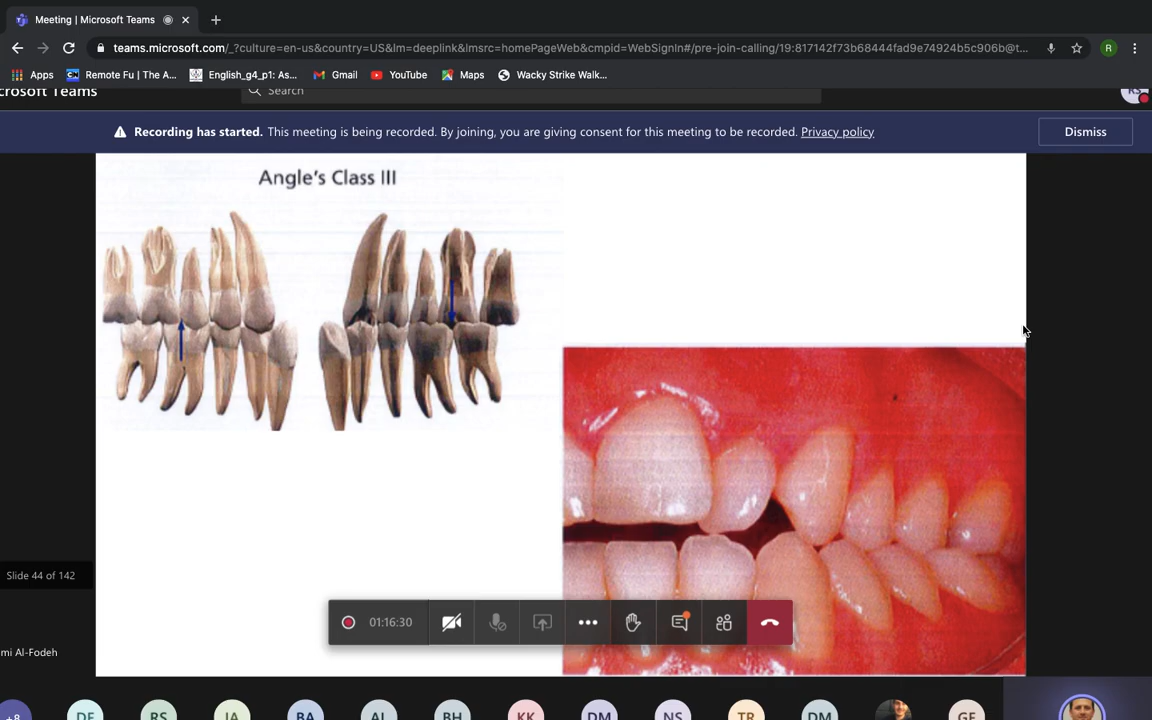 Meeting | Microsoft Teams
teams.microsoft.com/_?culture=en-us&country=US&lm=deeplink&lmsrc=homePageWeb&cmpid=WebSignIn#/pre-join-calling/19:817142f73b68444fad9e74924b5c906b@t...
R
Apps
Remote Fu | The A...
English_g4_p1: As...
Gmail
YouTube
Maps
Wacky Strike Walk...
crosoft Teams
Search
RS
Recording has started. This meeting is being recorded. By joining, you are giving consent for this meeting to be recorded. Privacy policy
Dismiss
Angle's Class III
Slide 44 of 142
01:16:30
mi Al-Fodeh
+8
DF
RS
JA
BA
AL
BH
KK
DM
NS
TR
DM
GF